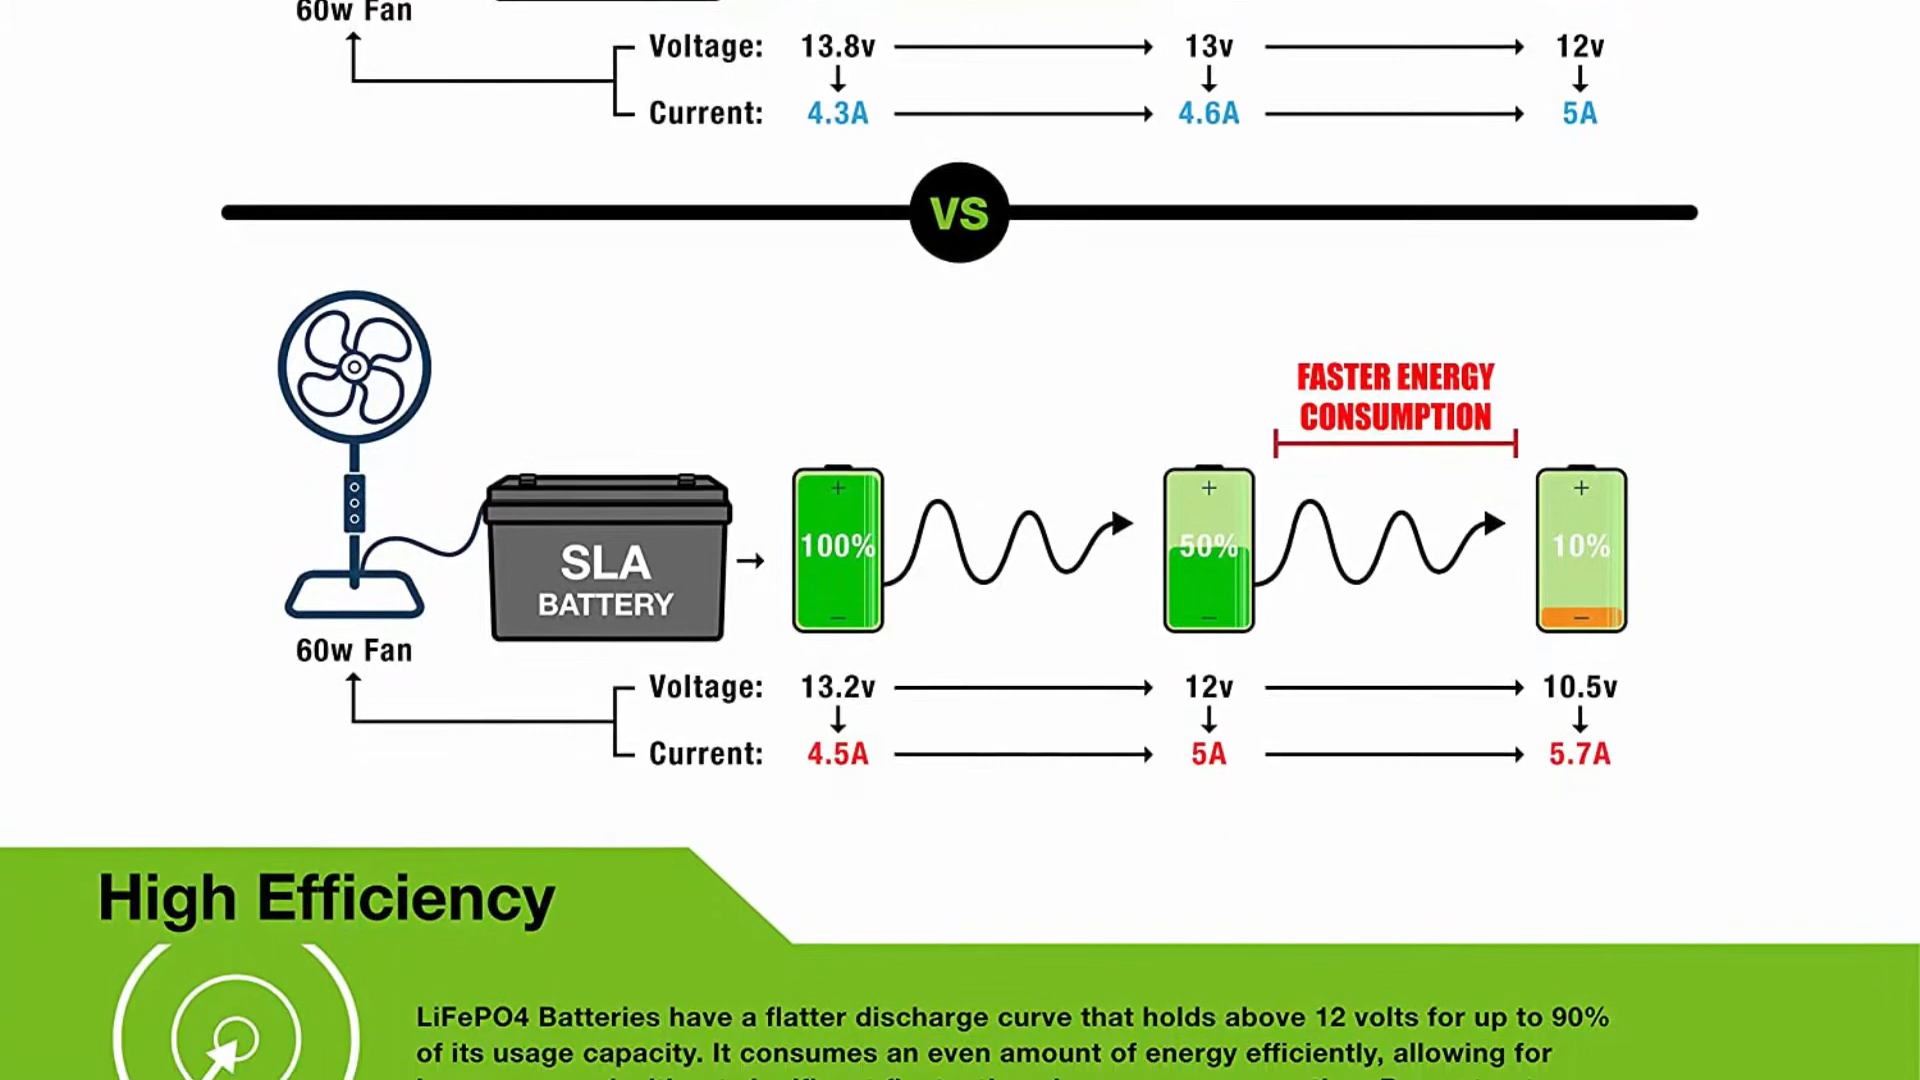 60w Fan
Voltage: 13.8v 13v 12v
Current: 4.3A 4.6A 5A
VS
FASTER ENERGY
CONSUMPTION
+ + +
100% 50% 10%
SLA
BATTERY
60w Fan
Voltage: 13.2v 12v 10.5v
Current: 4.5A 5A 5.7A
High Efficiency
LiFePO4 Batteries have a flatter discharge curve that holds above 12 volts for up to 90%
of its usage capacity. It consumes an even amount of energy efficiently, allowing for